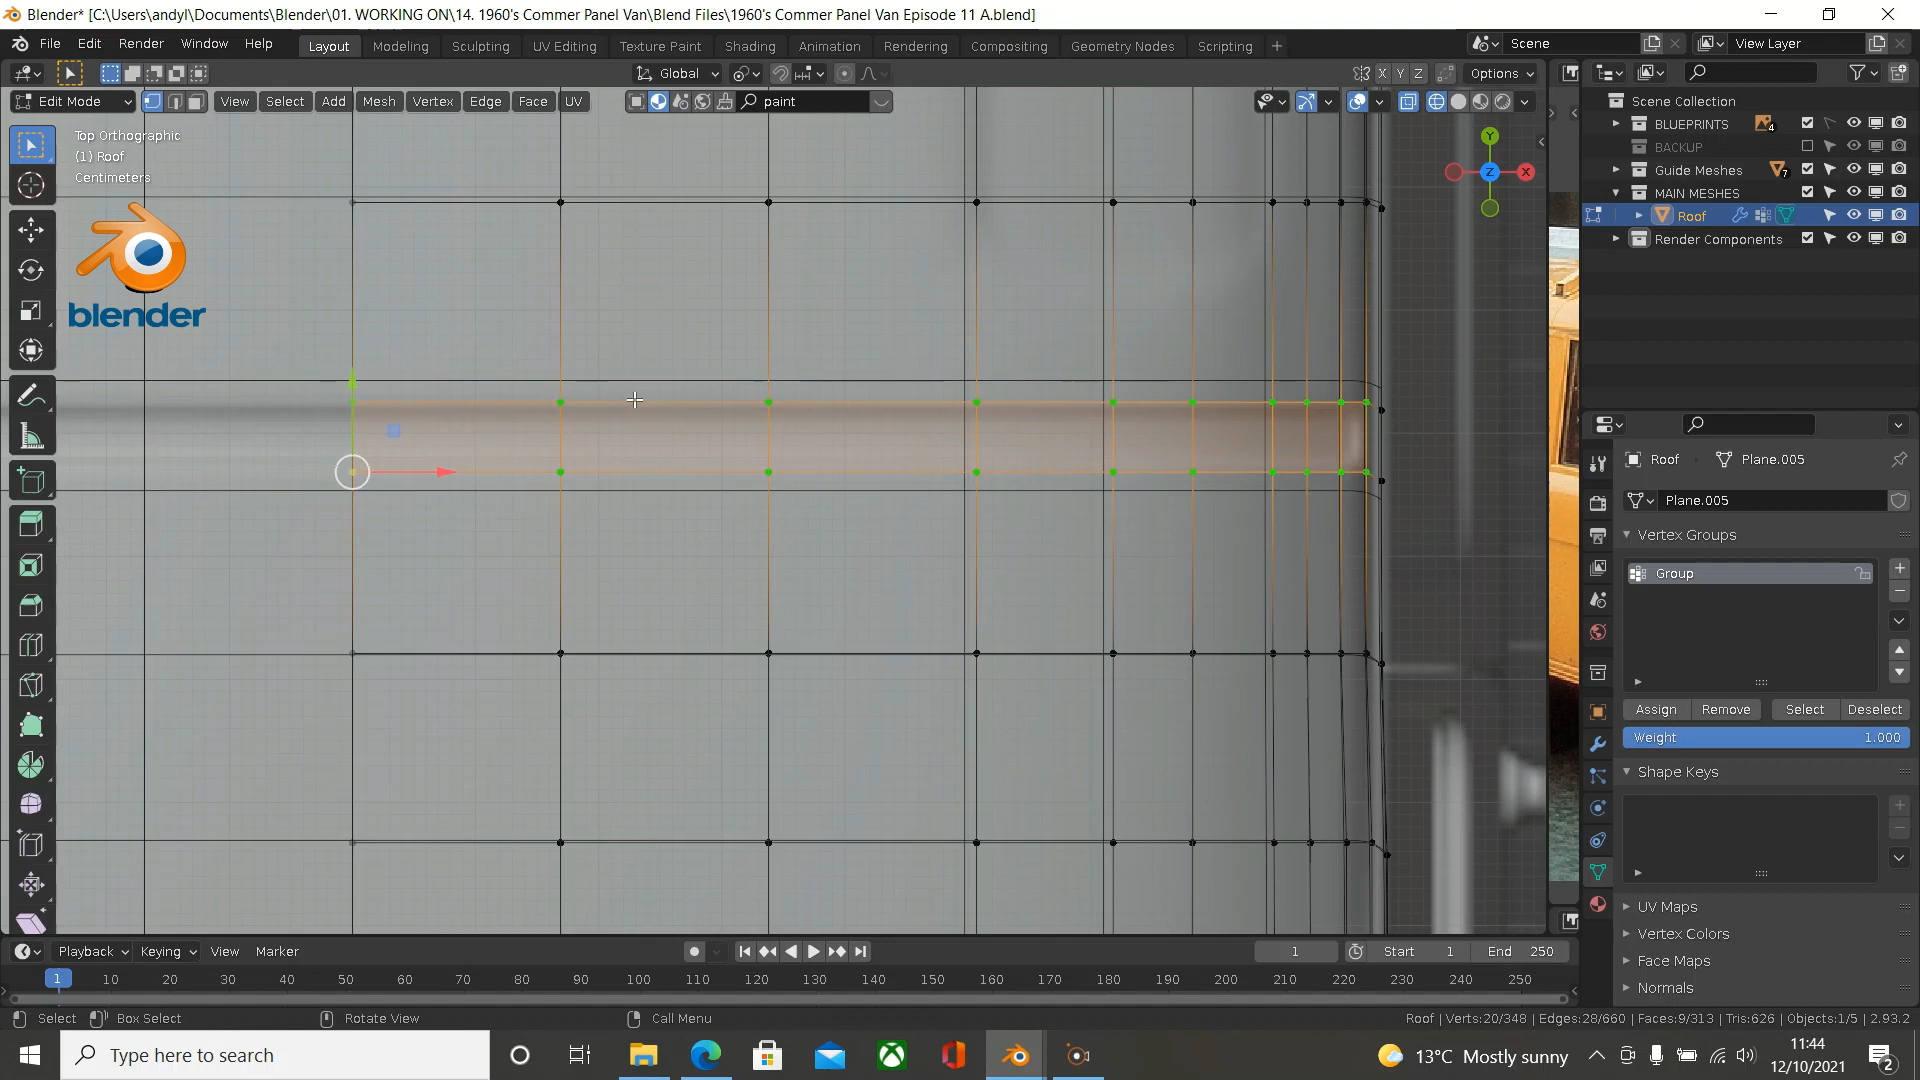 Blender* [C:\Users\andyl\Documents\Blender\01. WORKING ON\14. 1960's Commer Panel Van\Blend Files\1960's Commer Panel Van Episode 11 A.blend]
File Edit Render Window Help Layout Modeling Sculpting UV Editing Texture Paint Shading Animation Rendering Compositing Geometry Nodes Scripting + Scene View Layer
Global X Y Z Options
Edit Mode View Select Add Mesh Vertex Edge Face UV paint
Top Orthographic
(1) Roof
Centimeters
blender
Y
Z X
Scene Collection
BLUEPRINTS 4
BACKUP
Guide Meshes 7
MAIN MESHES
Roof
Render Components
Roof Plane.005
Plane.005
Vertex Groups
Group
Assign Remove Select Deselect
Weight 1.000
Shape Keys
UV Maps
Vertex Colors
Face Maps
Normals
Playback Keying View Marker 1 Start 1 End 250
1 10 20 30 40 50 60 70 80 90 100 110 120 130 140 150 160 170 180 190 200 210 220 230 240 250
Select Box Select Rotate View Call Menu Roof | Verts:20/348 | Edges:28/660 | Faces:9/313 | Tris:626 | Objects:1/5 | 2.93.2
Type here to search 13°C Mostly sunny 11:44
12/10/2021 2